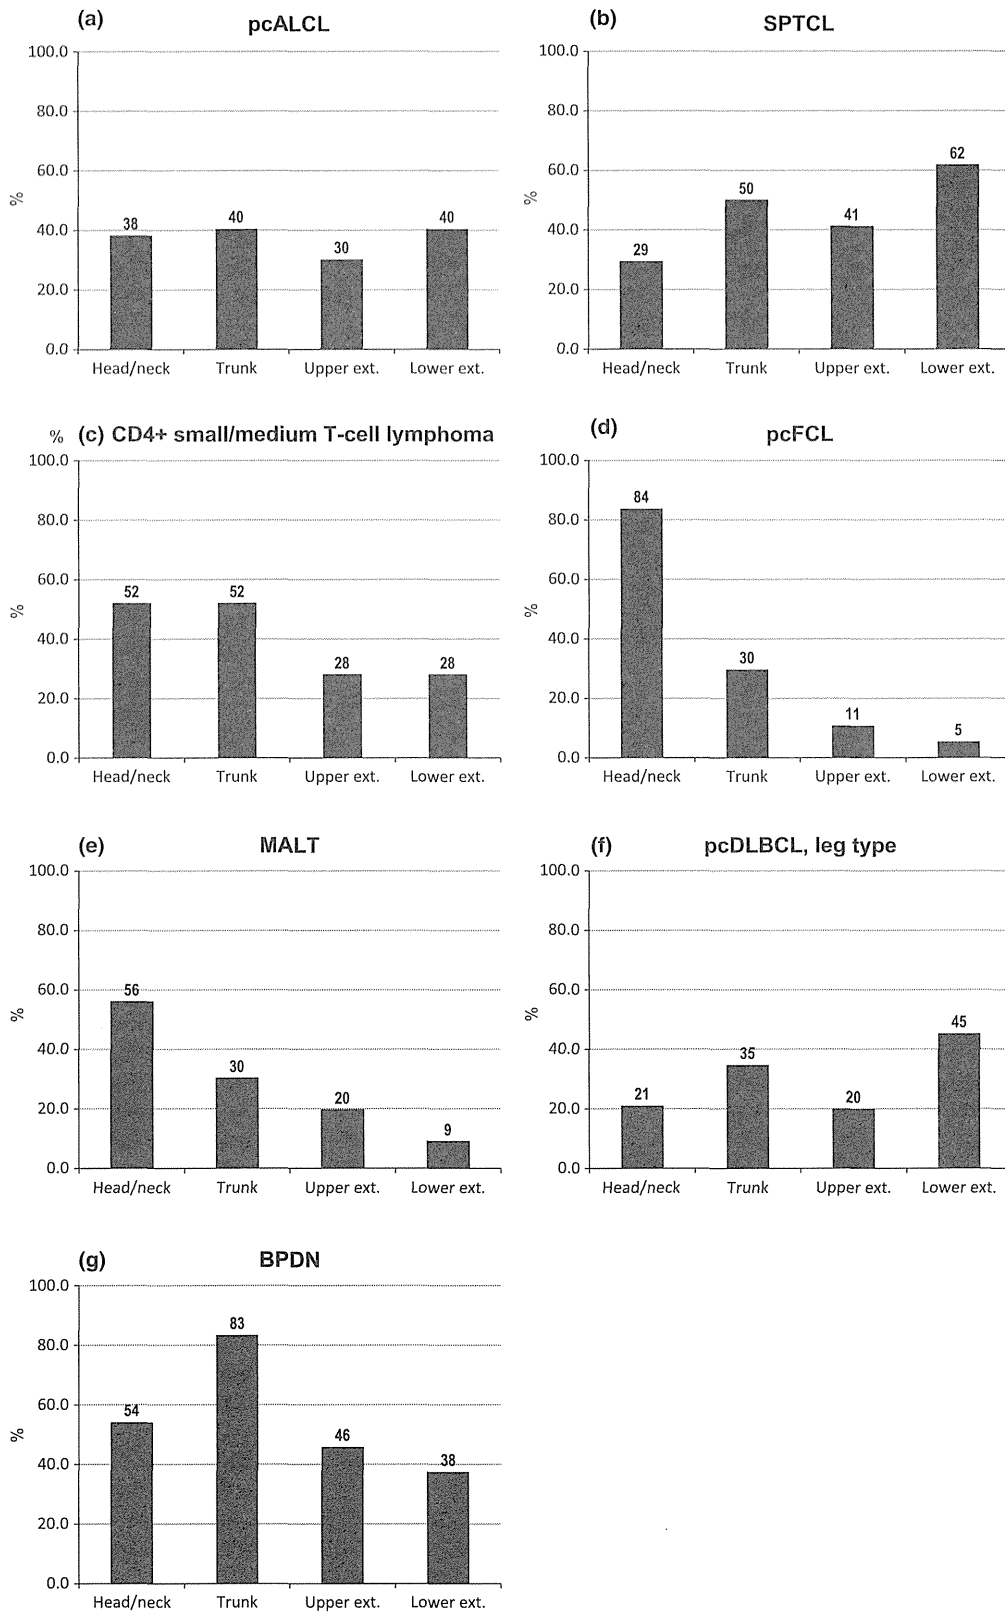 (a) pcALCL
100.0
80.0
60.0
40.0
20.0
0.0
%
38 40 30 40
Head/neck Trunk Upper ext. Lower ext.
(b) SPTCL
100.0
80.0
60.0
40.0
20.0
0.0
%
29 50 41 62
Head/neck Trunk Upper ext. Lower ext.
% (c) CD4+ small/medium T-cell lymphoma
100.0
80.0
60.0
40.0
20.0
0.0
%
52 52 28 28
Head/neck Trunk Upper ext. Lower ext.
(d) pcFCL
100.0
80.0
60.0
40.0
20.0
0.0
%
84 30 11 5
Head/neck Trunk Upper ext. Lower ext.
(e) MALT
100.0
80.0
60.0
40.0
20.0
0.0
%
56 30 20 9
Head/neck Trunk Upper ext. Lower ext.
(f) pcDLBCL, leg type
100.0
80.0
60.0
40.0
20.0
0.0
%
21 35 20 45
Head/neck Trunk Upper ext. Lower ext.
(g) BPDN
100.0
80.0
60.0
40.0
20.0
0.0
%
54 83 46 38
Head/neck Trunk Upper ext. Lower ext.